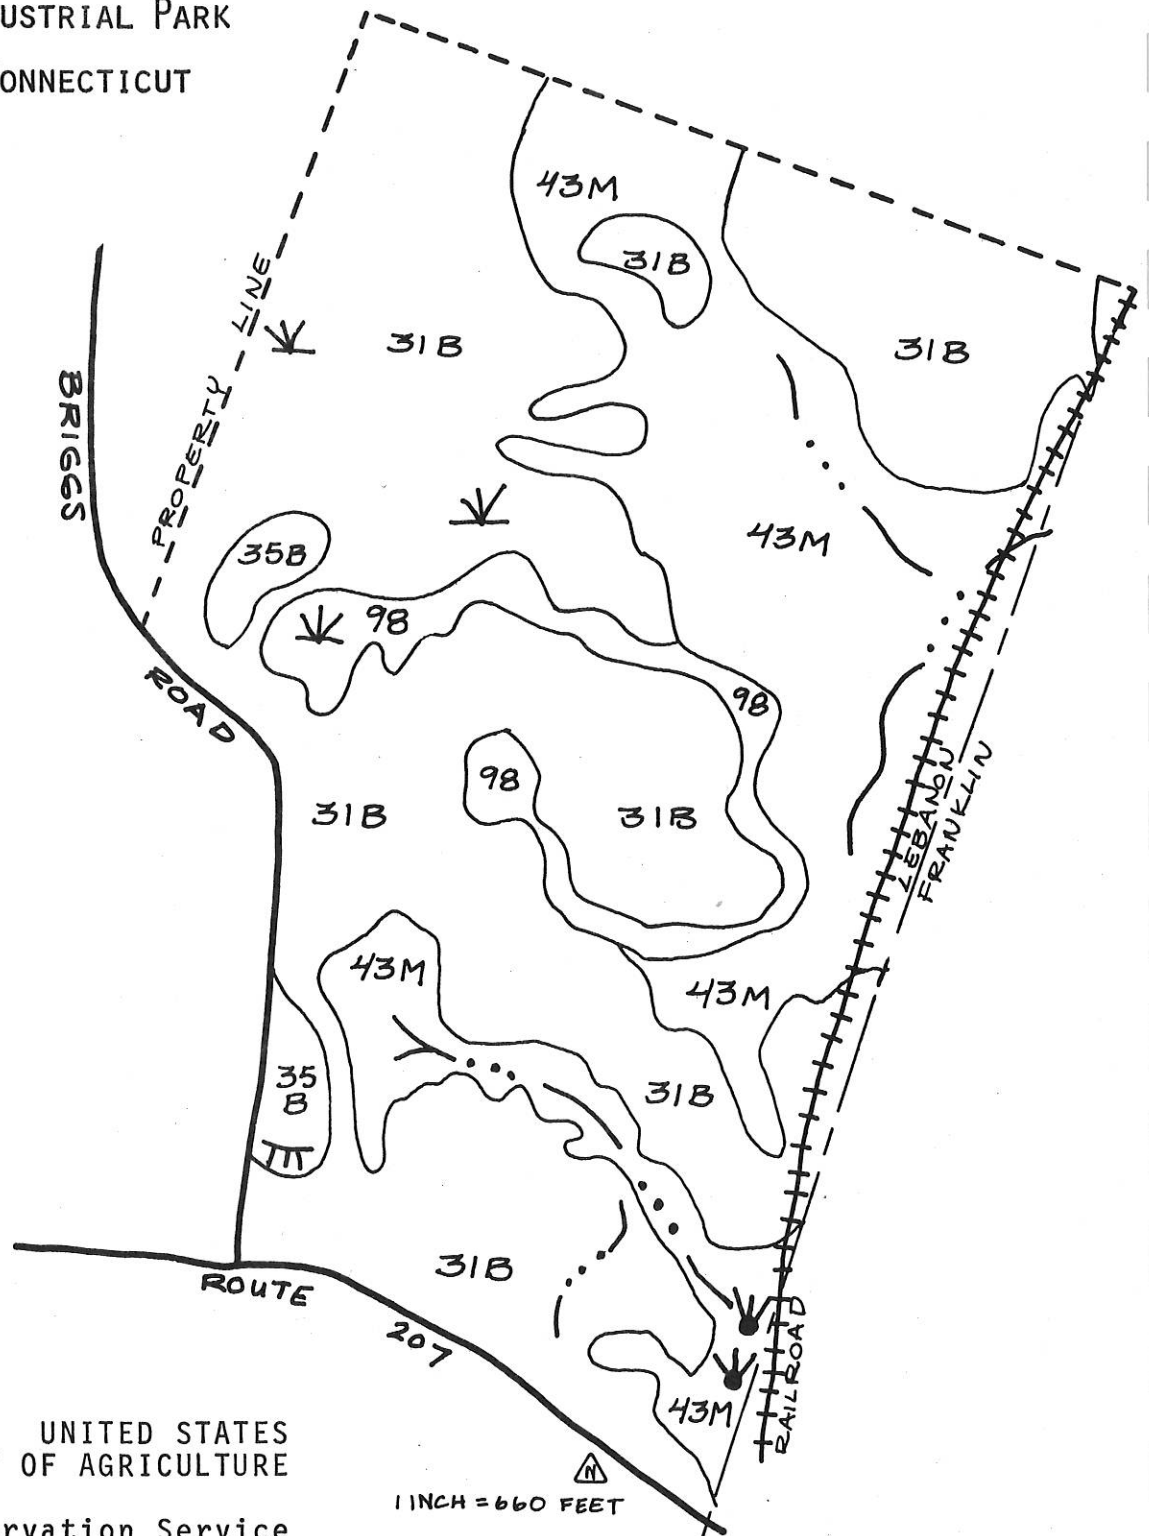 USTRIAL PARK
ONNECTICUT
43M
31B
LINE
31B
31B
PROPERTY
BRIGGS
43M
35B
98
98
ROAD
98
31B
31B
LEBANON
FRANKLIN
43M
43M
35
B
31B
31B
ROUTE
207
RAILROAD
43M
UNITED STATES
OF AGRICULTURE
N
1 INCH = 660 FEET
rvation Service